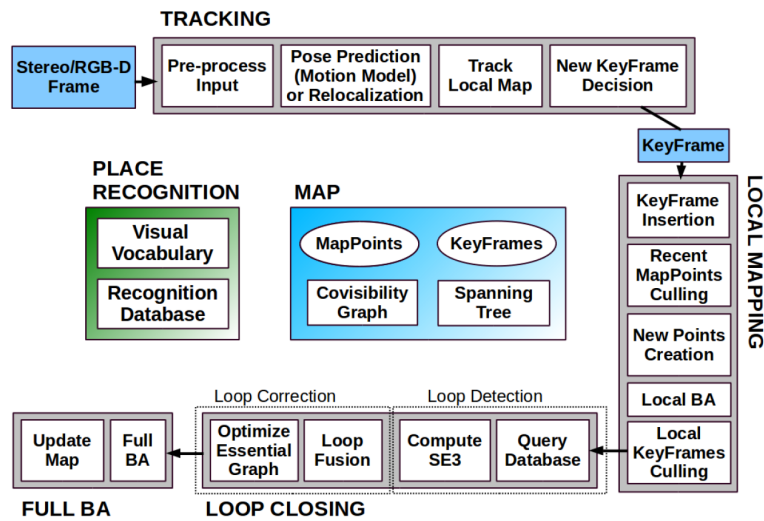 TRACKING
Stereo/RGB-D
Frame
Pre-process
Input
Pose Prediction
(Motion Model)
or Relocalization
Track
Local Map
New KeyFrame
Decision
KeyFrame
PLACE
RECOGNITION
Visual
Vocabulary
Recognition
Database
MAP
MapPoints
KeyFrames
Covisibility
Graph
Spanning
Tree
LOCAL MAPPING
KeyFrame
Insertion
Recent
MapPoints
Culling
New Points
Creation
Local BA
Local
KeyFrames
Culling
Loop Correction
Loop Detection
Optimize
Essential
Graph
Loop
Fusion
Compute
SE3
Query
Database
LOOP CLOSING
Update
Map
Full
BA
FULL BA